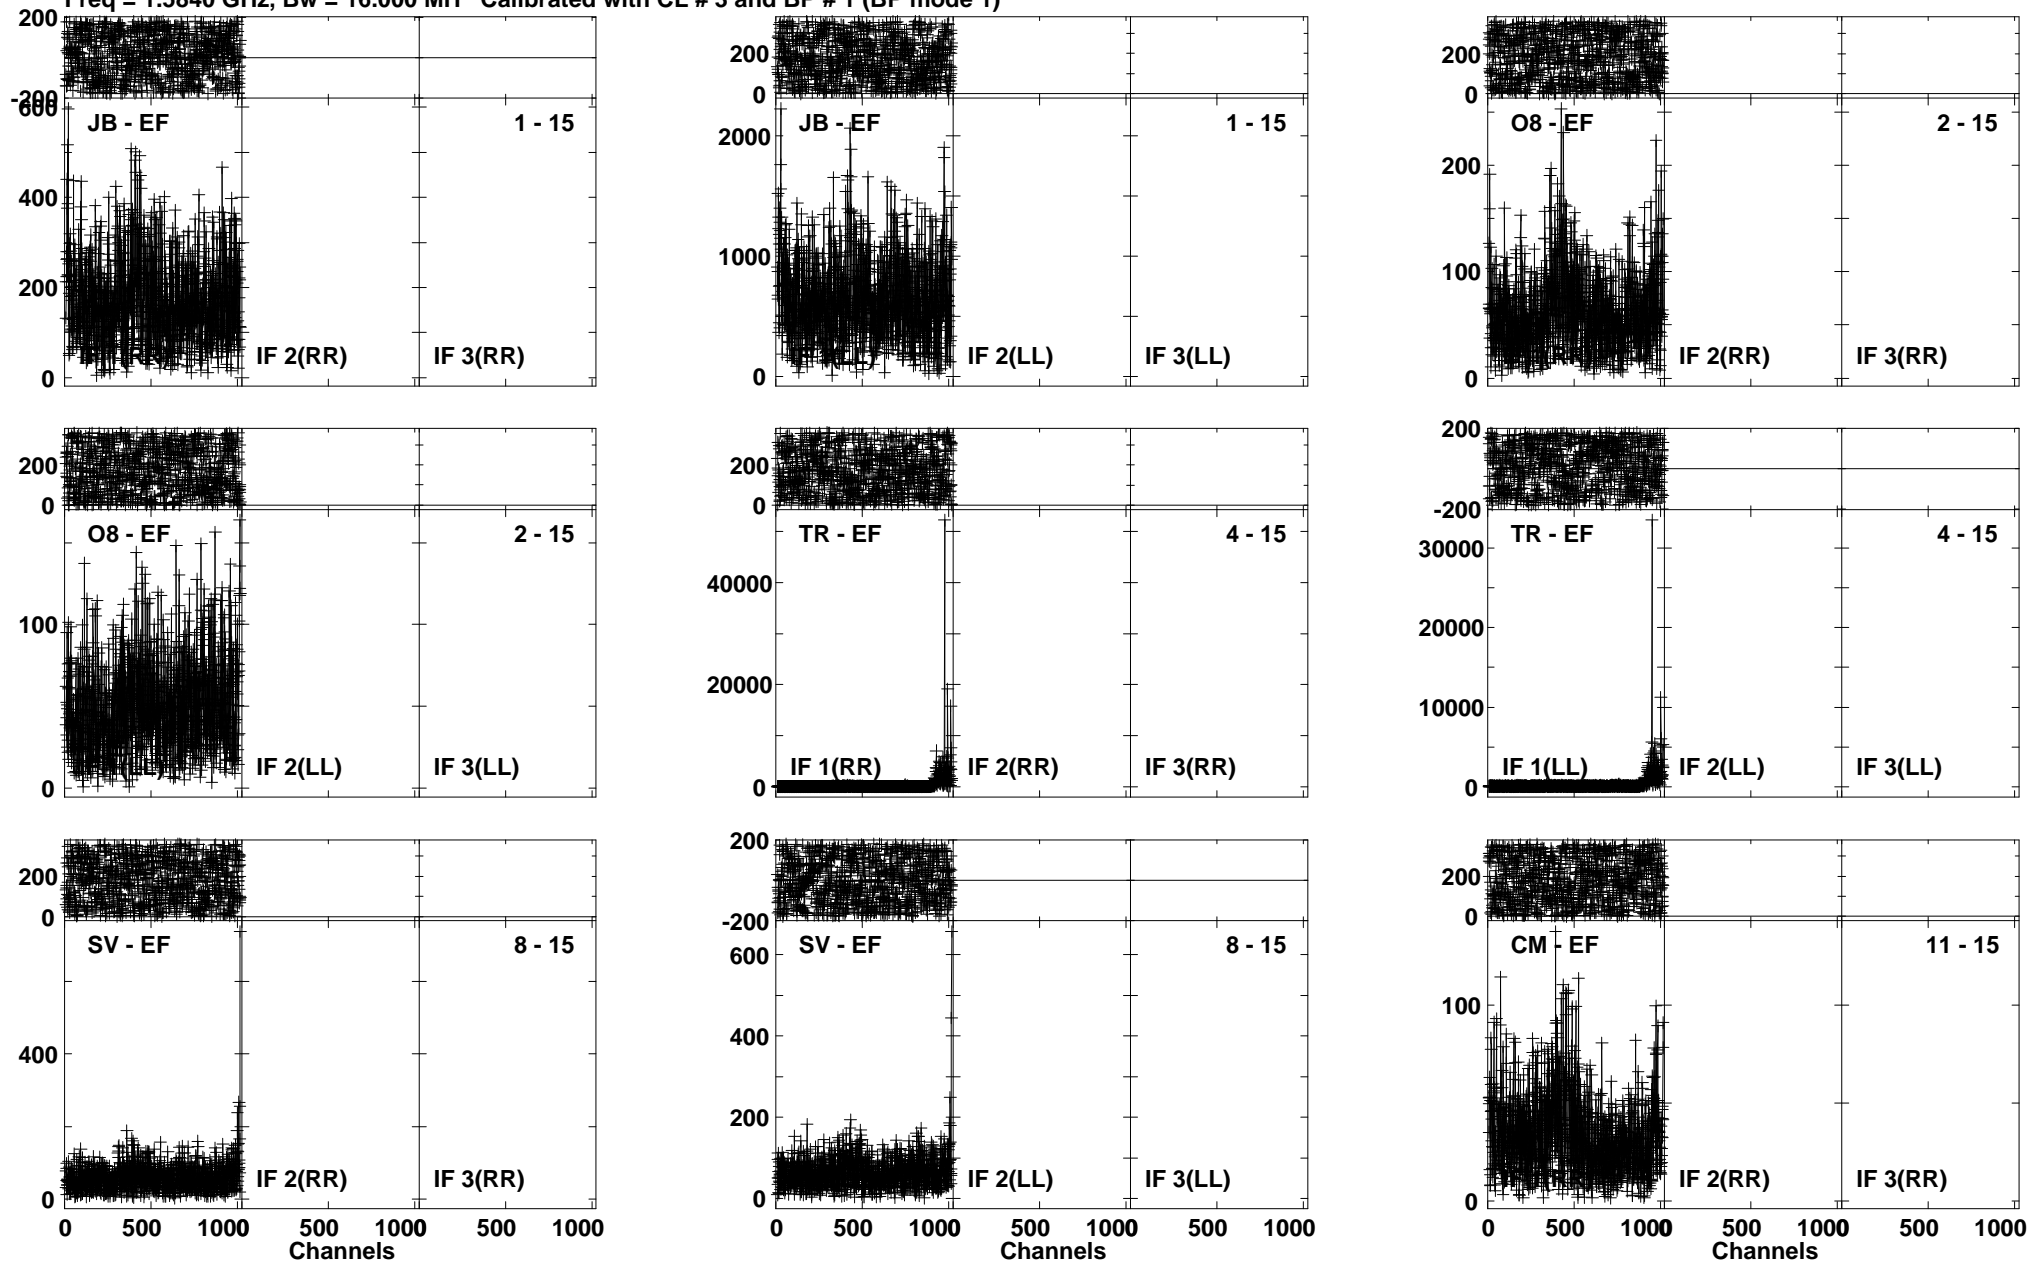 Calibrated with CL # 3 and BP # 1 (BP mode 1)
200
-200
200
0
200
0
600
400
200
0
JB - EF
1 - 15
IF 2(RR)
IF 3(RR)
2000
1000
0
JB - EF
1 - 15
IF 2(LL)
IF 3(LL)
200
100
0
O8 - EF
2 - 15
IF 2(RR)
IF 3(RR)
200
0
200
0
200
-200
100
0
O8 - EF
2 - 15
IF 2(LL)
IF 3(LL)
40000
20000
0
TR - EF
4 - 15
IF 1(RR)
IF 2(RR)
IF 3(RR)
30000
20000
10000
0
TR - EF
4 - 15
IF 1(LL)
IF 2(LL)
IF 3(LL)
200
0
200
-200
200
0
400
0
SV - EF
8 - 15
IF 2(RR)
IF 3(RR)
600
400
200
0
SV - EF
8 - 15
IF 2(LL)
IF 3(LL)
100
0
CM - EF
11 - 15
IF 2(RR)
IF 3(RR)
0 500 1000 500 1000 500 1000
0 500 1000 500 1000 500 1000
0 500 1000 500 1000 500 1000
Channels
Channels
Channels